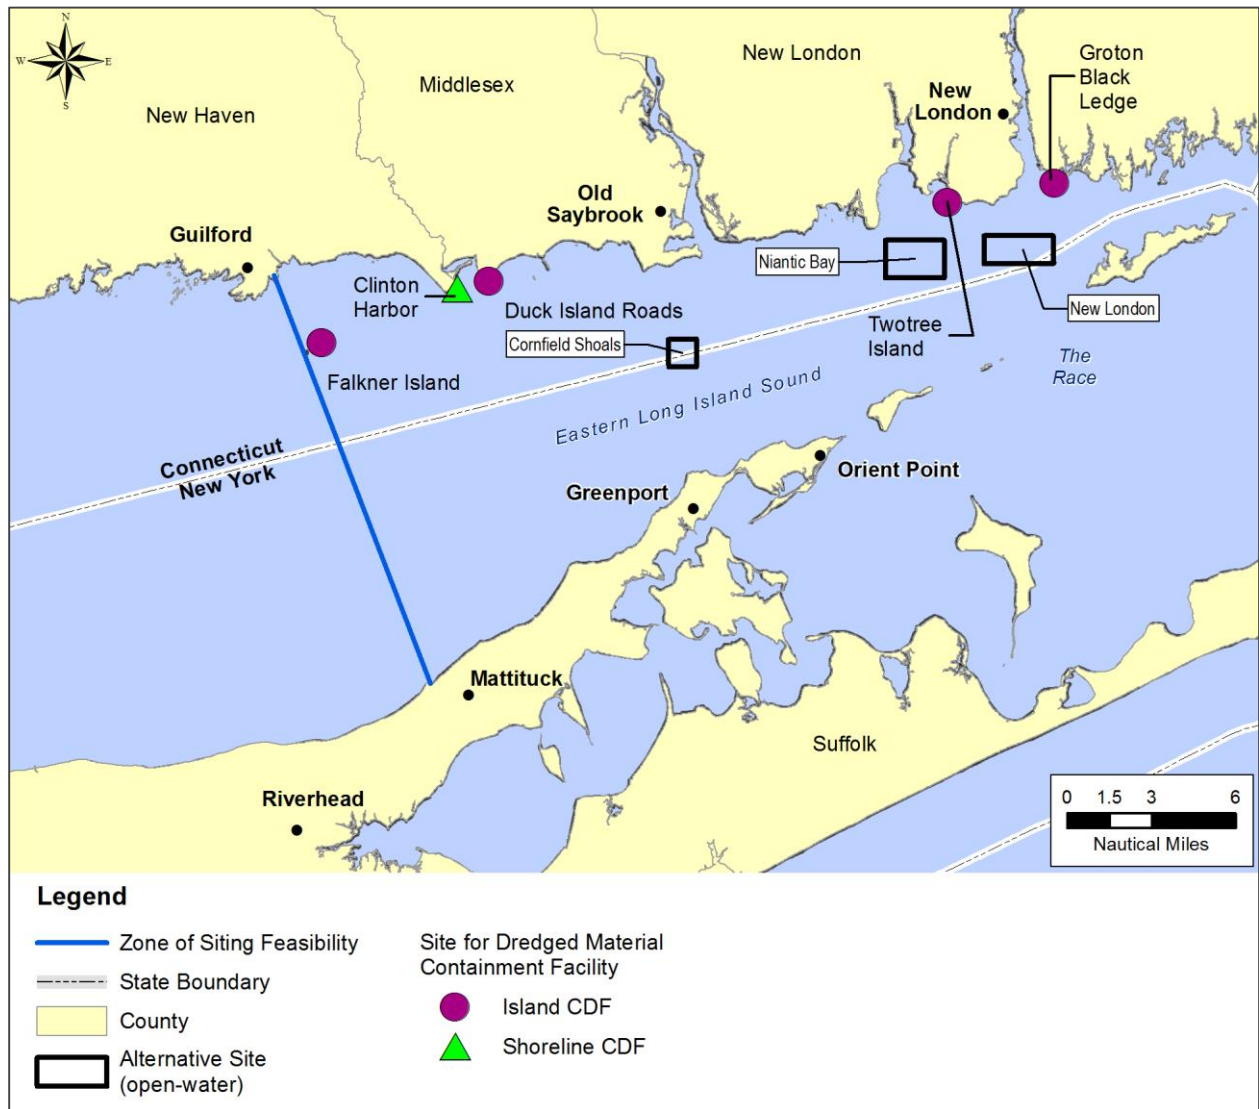 N
W
E
S
New Haven
Middlesex
New London
Groton
Black
Ledge
New
London
Old
Saybrook
Guilford
Clinton
Harbor
Duck Island Roads
Niantic Bay
New London
Twotree
Island
Cornfield Shoals
The
Race
Falkner Island
Eastern Long Island Sound
Connecticut
New York
Orient Point
Greenport
Mattituck
Suffolk
Riverhead
0 1.5 3 6
Nautical Miles
Legend
Zone of Siting Feasibility
State Boundary
County
Alternative Site
(open-water)
Site for Dredged Material
Containment Facility
Island CDF
Shoreline CDF